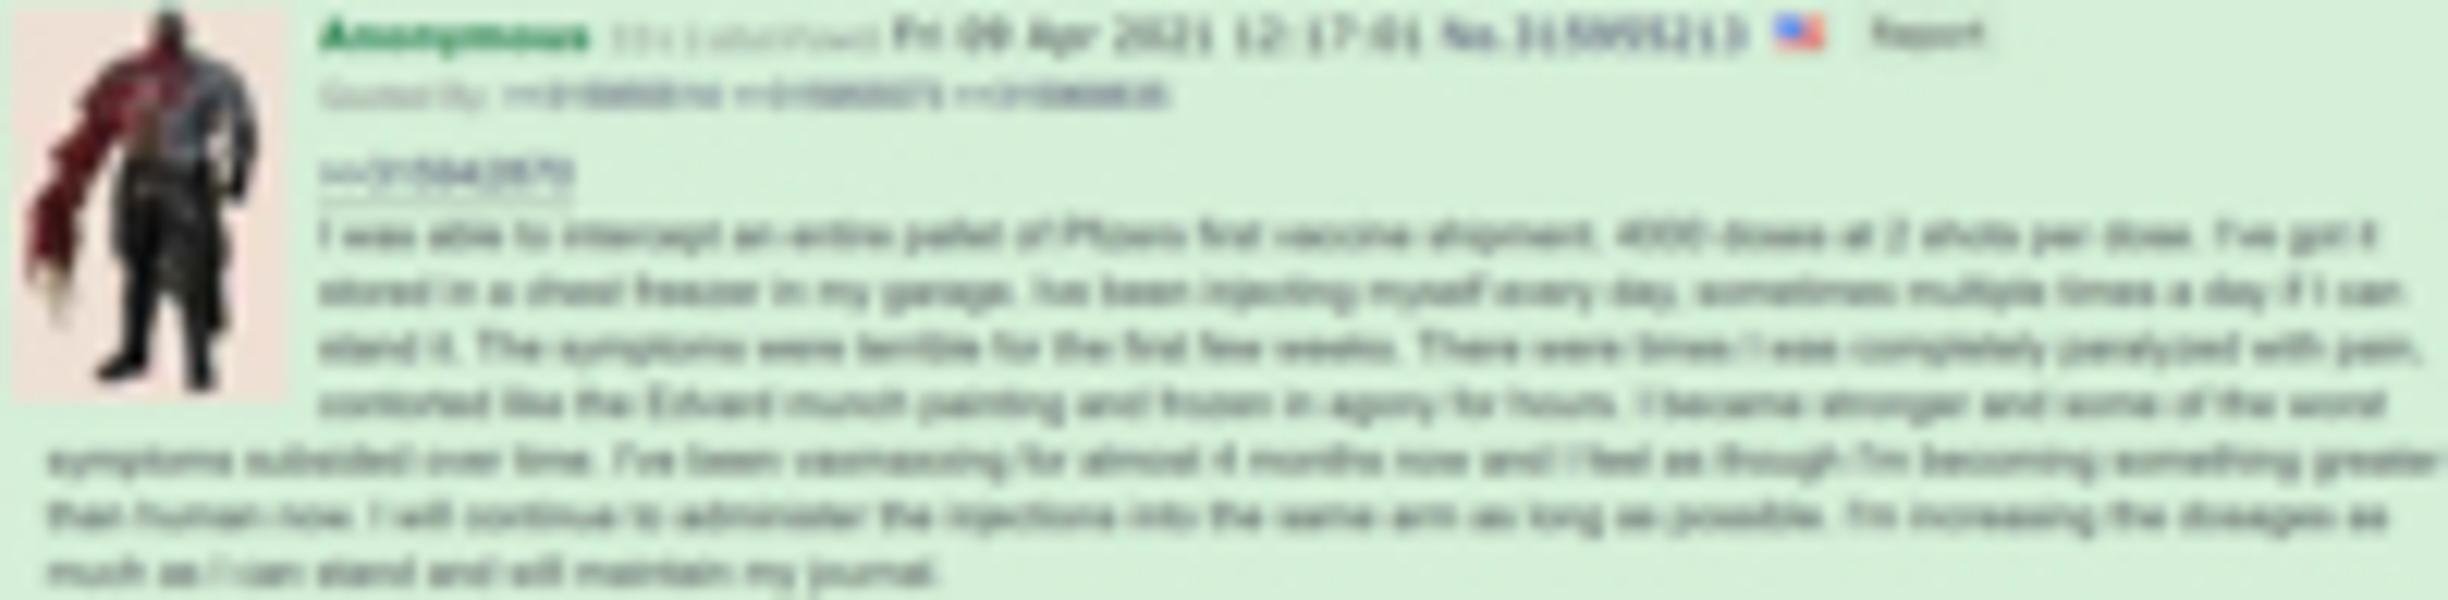 Anonymous Fri 09 Apr 2021 12:17:01 Report
Quoted By:
I was able to intercept an entire pallet of Pfizers first vaccine shipment. 4000 doses at 2 shots per dose. I've got it
stored in a chest freezer in my garage. Ive been injecting myself every day, sometimes multiple times a day if I can
stand it. The symptoms were terrible for the first few weeks. There were times I was completely paralyzed with pain,
contorted like the Edvard munch painting and frozen in agony for hours. I became stronger and some of the worst
symptoms subsided over time. I've been vaxmaxxing for almost 4 months now and I feel as though I'm becoming something greater
than human now. I will continue to administer the injections into the same arm as long as possible. I'm increasing the dosages as
much as I can stand and will maintain my journal.